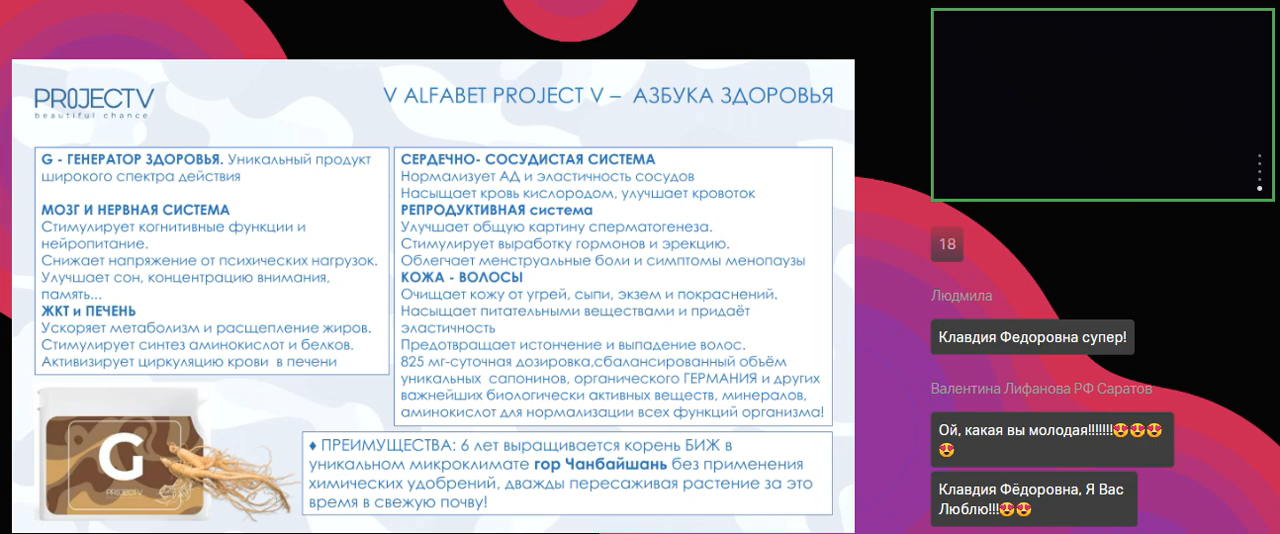 PROJECTV
beautiful chance
V ALFABET PROJECT V – АЗБУКА ЗДОРОВЬЯ
G - ГЕНЕРАТОР ЗДОРОВЬЯ. Уникальный продукт
широкого спектра действия
МОЗГ И НЕРВНАЯ СИСТЕМА
Стимулирует когнитивные функции и
нейропитание.
Снижает напряжение от психических нагрузок.
Улучшает сон, концентрацию внимания,
память...
ЖКТ и ПЕЧЕНЬ
Ускоряет метаболизм и расщепление жиров.
Стимулирует синтез аминокислот и белков.
Активизирует циркуляцию крови в печени
СЕРДЕЧНО- СОСУДИСТАЯ СИСТЕМА
Нормализует АД и эластичность сосудов
Насыщает кровь кислородом, улучшает кровоток
РЕПРОДУКТИВНАЯ система
Улучшает общую картину сперматогенеза.
Стимулирует выработку гормонов и эрекцию.
Облегчает менструальные боли и симптомы менопаузы
КОЖА - ВОЛОСЫ
Очищает кожу от угрей, сыпи, экзем и покраснений.
Насыщает питательными веществами и придаёт
эластичность
Предотвращает истончение и выпадение волос.
825 мг-суточная дозировка,сбалансированный объём
уникальных сапонинов, органического ГЕРМАНИЯ и других
важнейших биологически активных веществ, минералов,
аминокислот для нормализации всех функций организма!
G
PROJECTV
♦ ПРЕИМУЩЕСТВА: 6 лет выращивается корень БИЖ в
уникальном микроклимате гор Чанбайшань без применения
химических удобрений, дважды пересаживая растение за это
время в свежую почву!
18
Людмила
Клавдия Федоровна супер!
Валентина Лифанова РФ Саратов
Ой, какая вы молодая!!!!!!!😍😍😍
😍
Клавдия Фёдоровна, Я Вас
Люблю!!!😍😍